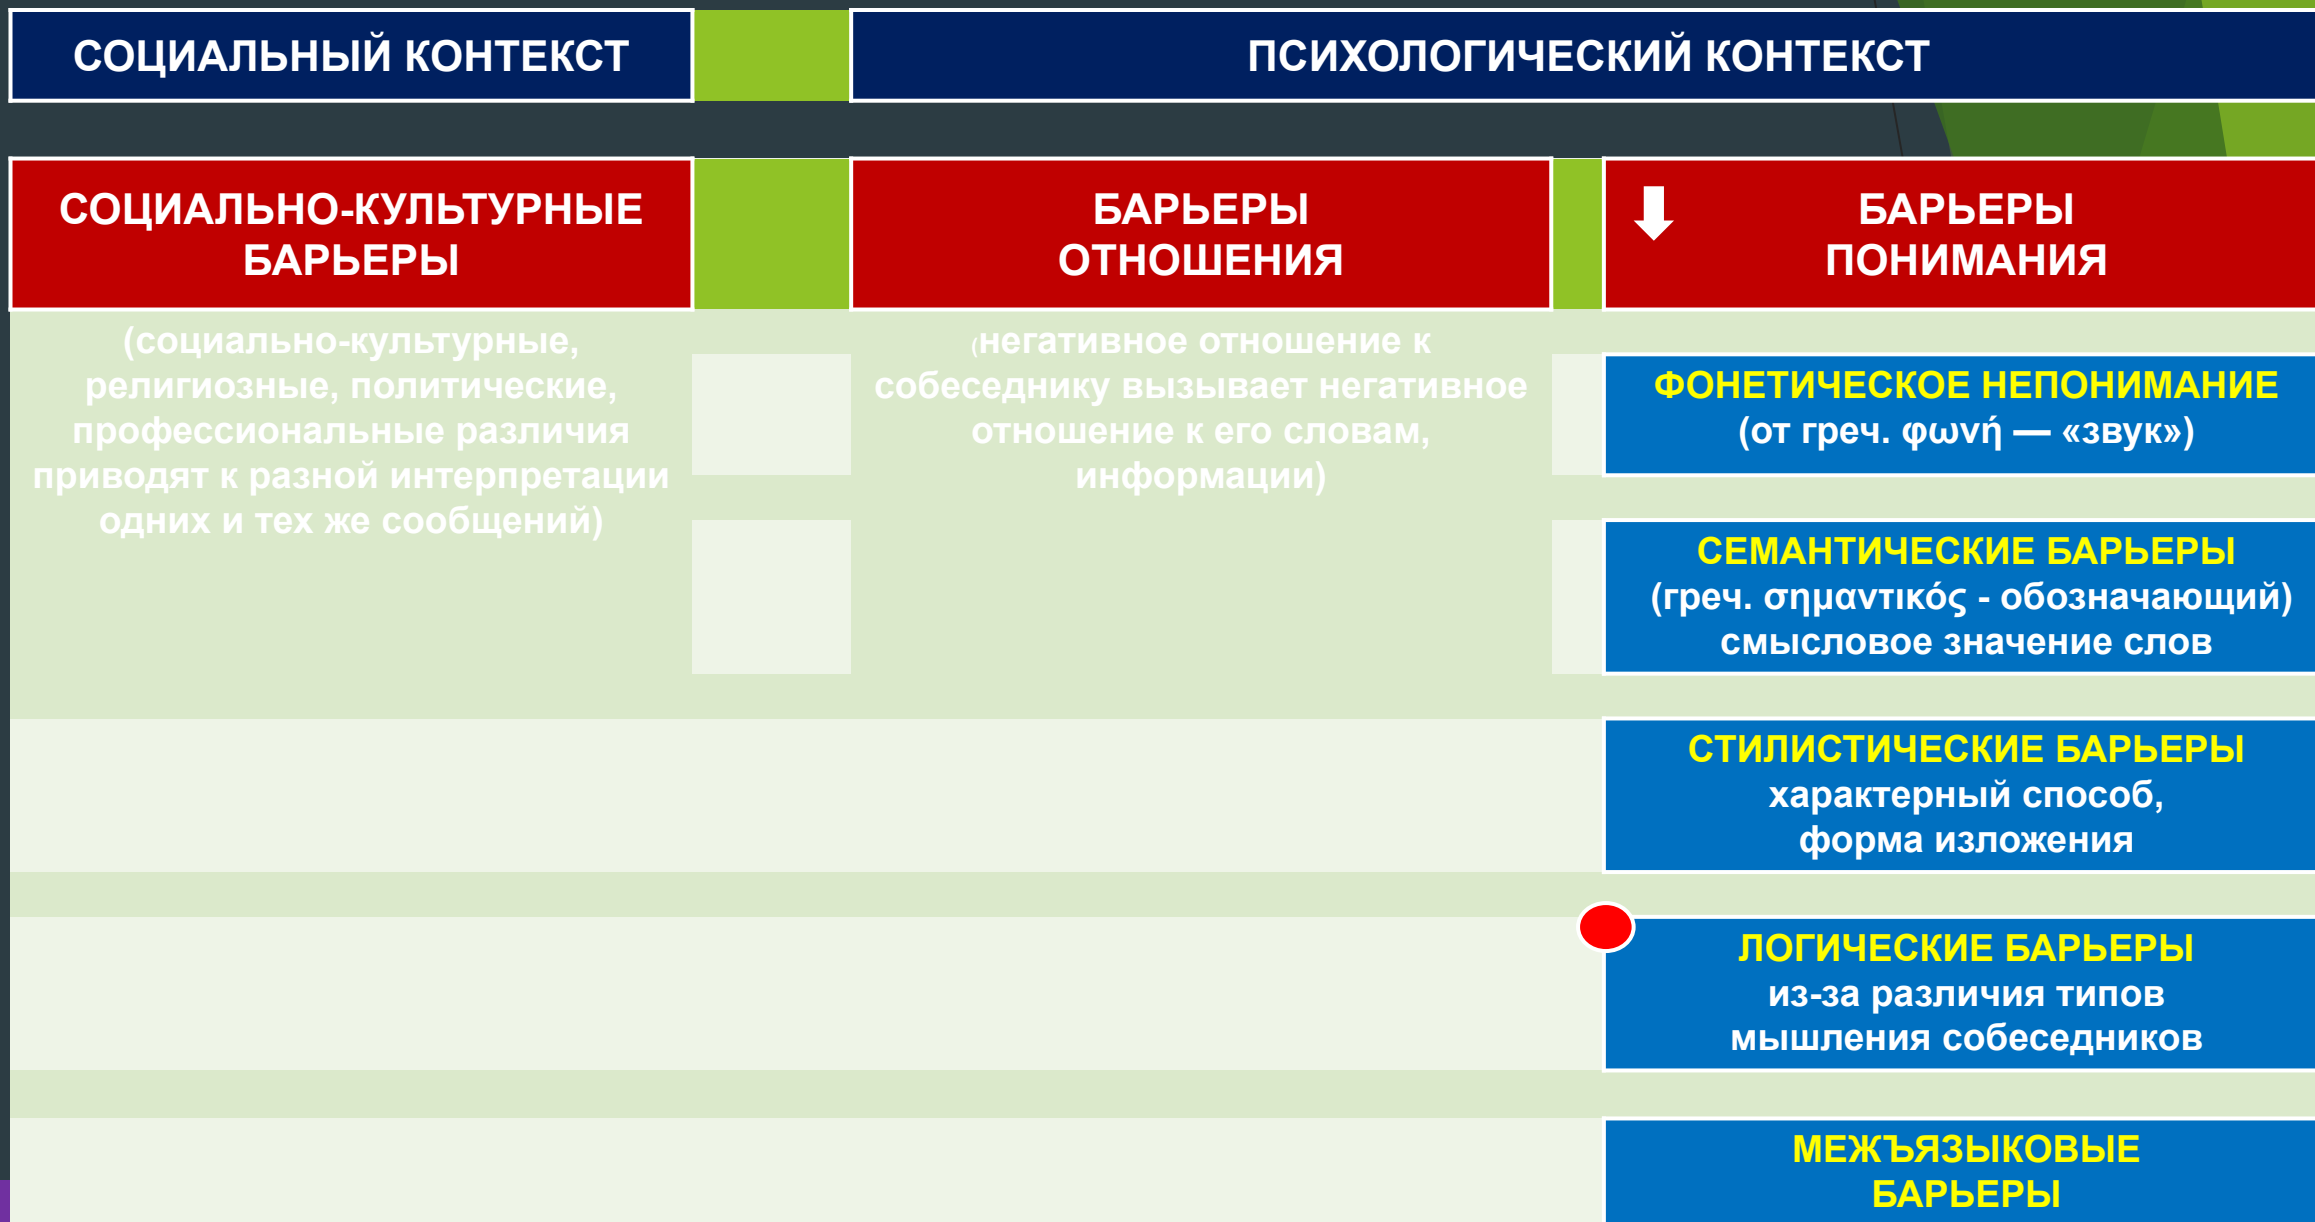 СОЦИАЛЬНЫЙ КОНТЕКСТ
ПСИХОЛОГИЧЕСКИЙ КОНТЕКСТ
СОЦИАЛЬНО-КУЛЬТУРНЫЕ
БАРЬЕРЫ
БАРЬЕРЫ
ОТНОШЕНИЯ
БАРЬЕРЫ
ПОНИМАНИЯ
(социально-культурные,
религиозные, политические,
профессиональные различия
приводят к разной интерпретации
одних и тех же сообщений)
(негативное отношение к
собеседнику вызывает негативное
отношение к его словам,
информации)
ФОНЕТИЧЕСКОЕ НЕПОНИМАНИЕ
(от греч. φωνή — «звук»)
СЕМАНТИЧЕСКИЕ БАРЬЕРЫ
(греч. σημαντικός - обозначающий)
смысловое значение слов
СТИЛИСТИЧЕСКИЕ БАРЬЕРЫ
характерный способ,
форма изложения
ЛОГИЧЕСКИЕ БАРЬЕРЫ
из-за различия типов
мышления собеседников
МЕЖЪЯЗЫКОВЫЕ
БАРЬЕРЫ